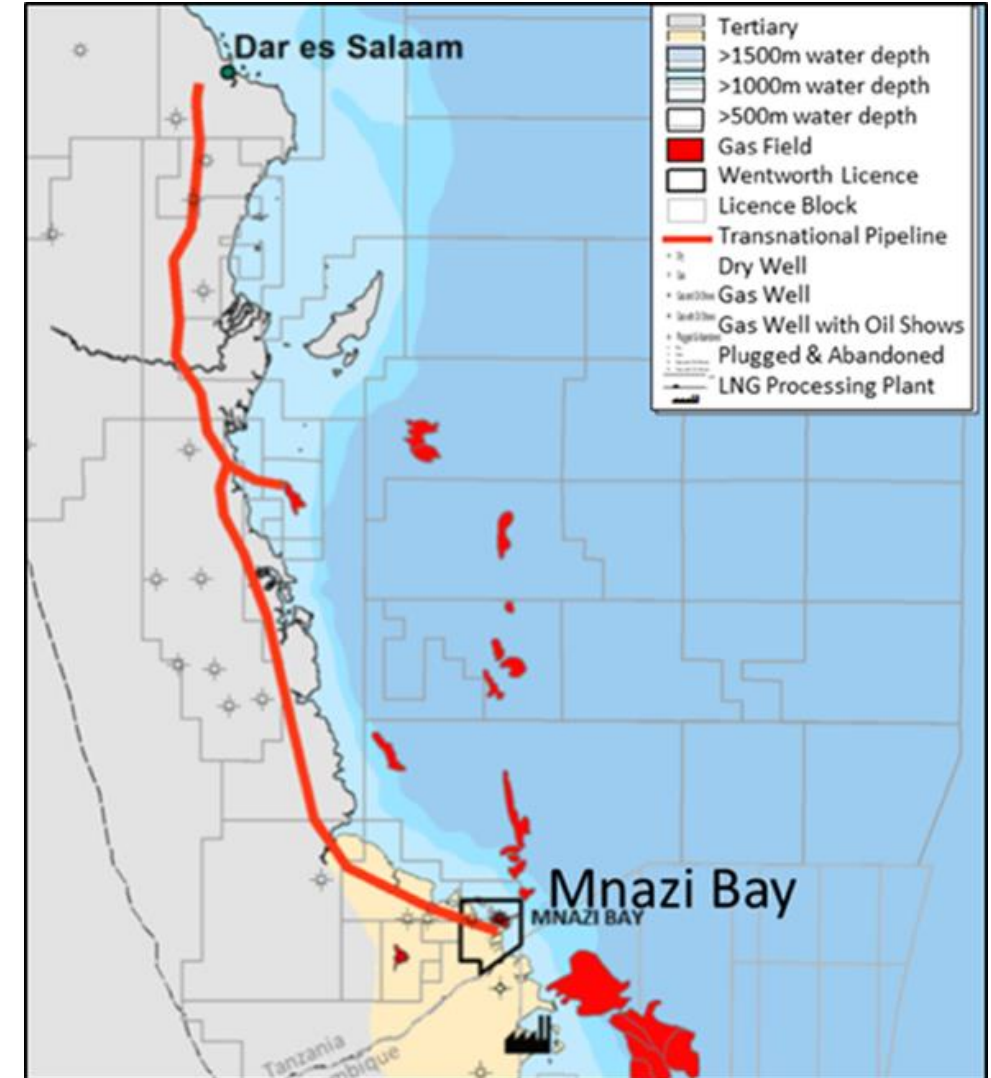 Dar es Salaam
Tertiary
>1500m water depth
>1000m water depth
>500m water depth
Gas Field
Wentworth Licence
Licence Block
Transnational Pipeline
Dry Well
Gas Well
Gas Well with Oil Shows
Plugged & Abandoned
LNG Processing Plant
Mnazi Bay
MNAZI BAY
Tanzania
mbique